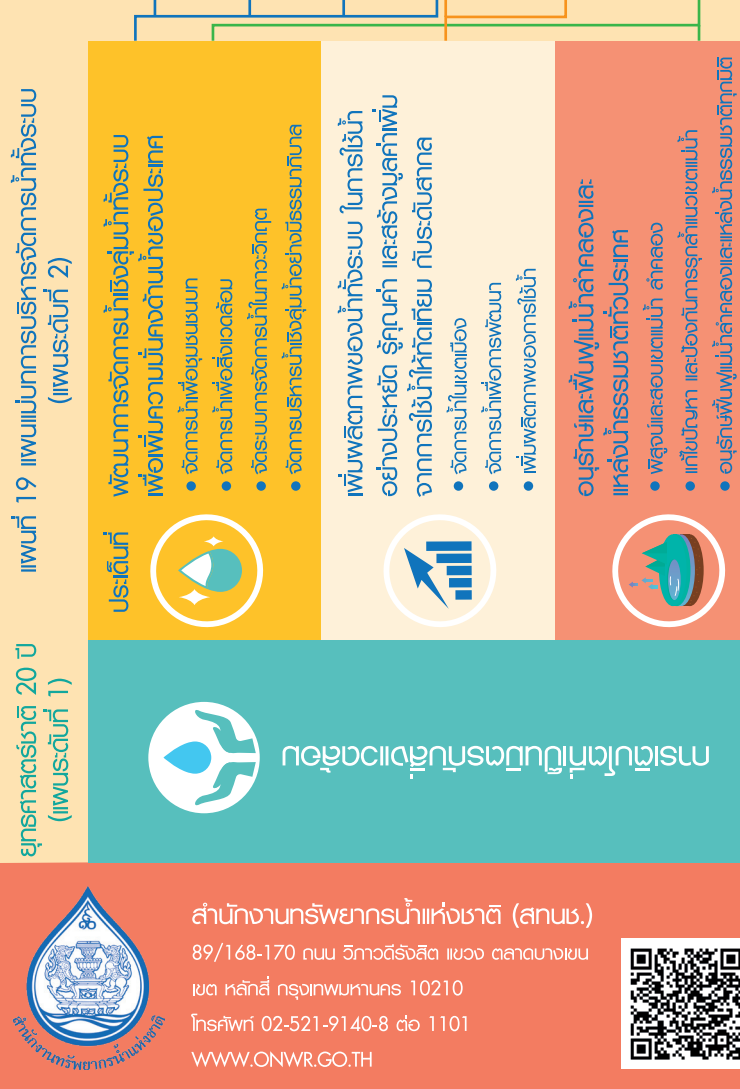 ยุทธศาสตร์ชาติ 20 ปี
(แผนระดับที่ 1)
แผนที่ 19 แผนแม่บทการบริหารจัดการน้ำทั้งระบบ
(แผนระดับที่ 2)
การเติบโตที่เป็นมิตรกับสิ่งแวดล้อม
ประเด็นที่
พัฒนาการจัดการน้ำเชิงลุ่มน้ำทั้งระบบ
เพื่อเพิ่มความมั่นคงด้านน้ำของประเทศ
• จัดการน้ำเพื่อชุมชนชนบท
• จัดการน้ำเพื่อสิ่งแวดล้อม
• จัดระบบการจัดการน้ำในภาวะวิกฤต
• จัดการบริหารน้ำเชิงลุ่มน้ำอย่างมีธรรมาภิบาล
เพิ่มผลิตภาพของน้ำทั้งระบบ ในการใช้น้ำ
อย่างประหยัด รู้คุณค่า และสร้างมูลค่าเพิ่ม
จากการใช้น้ำให้ทัดเทียม กับระดับสากล
• จัดการน้ำในเขตเมือง
• จัดการน้ำเพื่อการพัฒนา
• เพิ่มผลิตภาพของการใช้น้ำ
อนุรักษ์และฟื้นฟูแม่น้ำลำคลองและ
แหล่งน้ำธรรมชาติทั่วประเทศ
• พิสูจน์และสอบเขตแม่น้ำ ลำคลอง
• แก้ไขปัญหา และป้องกันการรุกล้ำแนวเขตแม่น้ำ
• อนุรักษ์ฟื้นฟูแม่น้ำลำคลองและแหล่งน้ำธรรมชาติทุกมิติ
สำนักงานทรัพยากรน้ำแห่งชาติ
สำนักงานทรัพยากรน้ำแห่งชาติ (สทนช.)
89/168-170 ถนน วิภาวดีรังสิต แขวง ตลาดบางเขน
เขต หลักสี่ กรุงเทพมหานคร 10210
โทรศัพท์ 02-521-9140-8 ต่อ 1101
WWW.ONWR.GO.TH